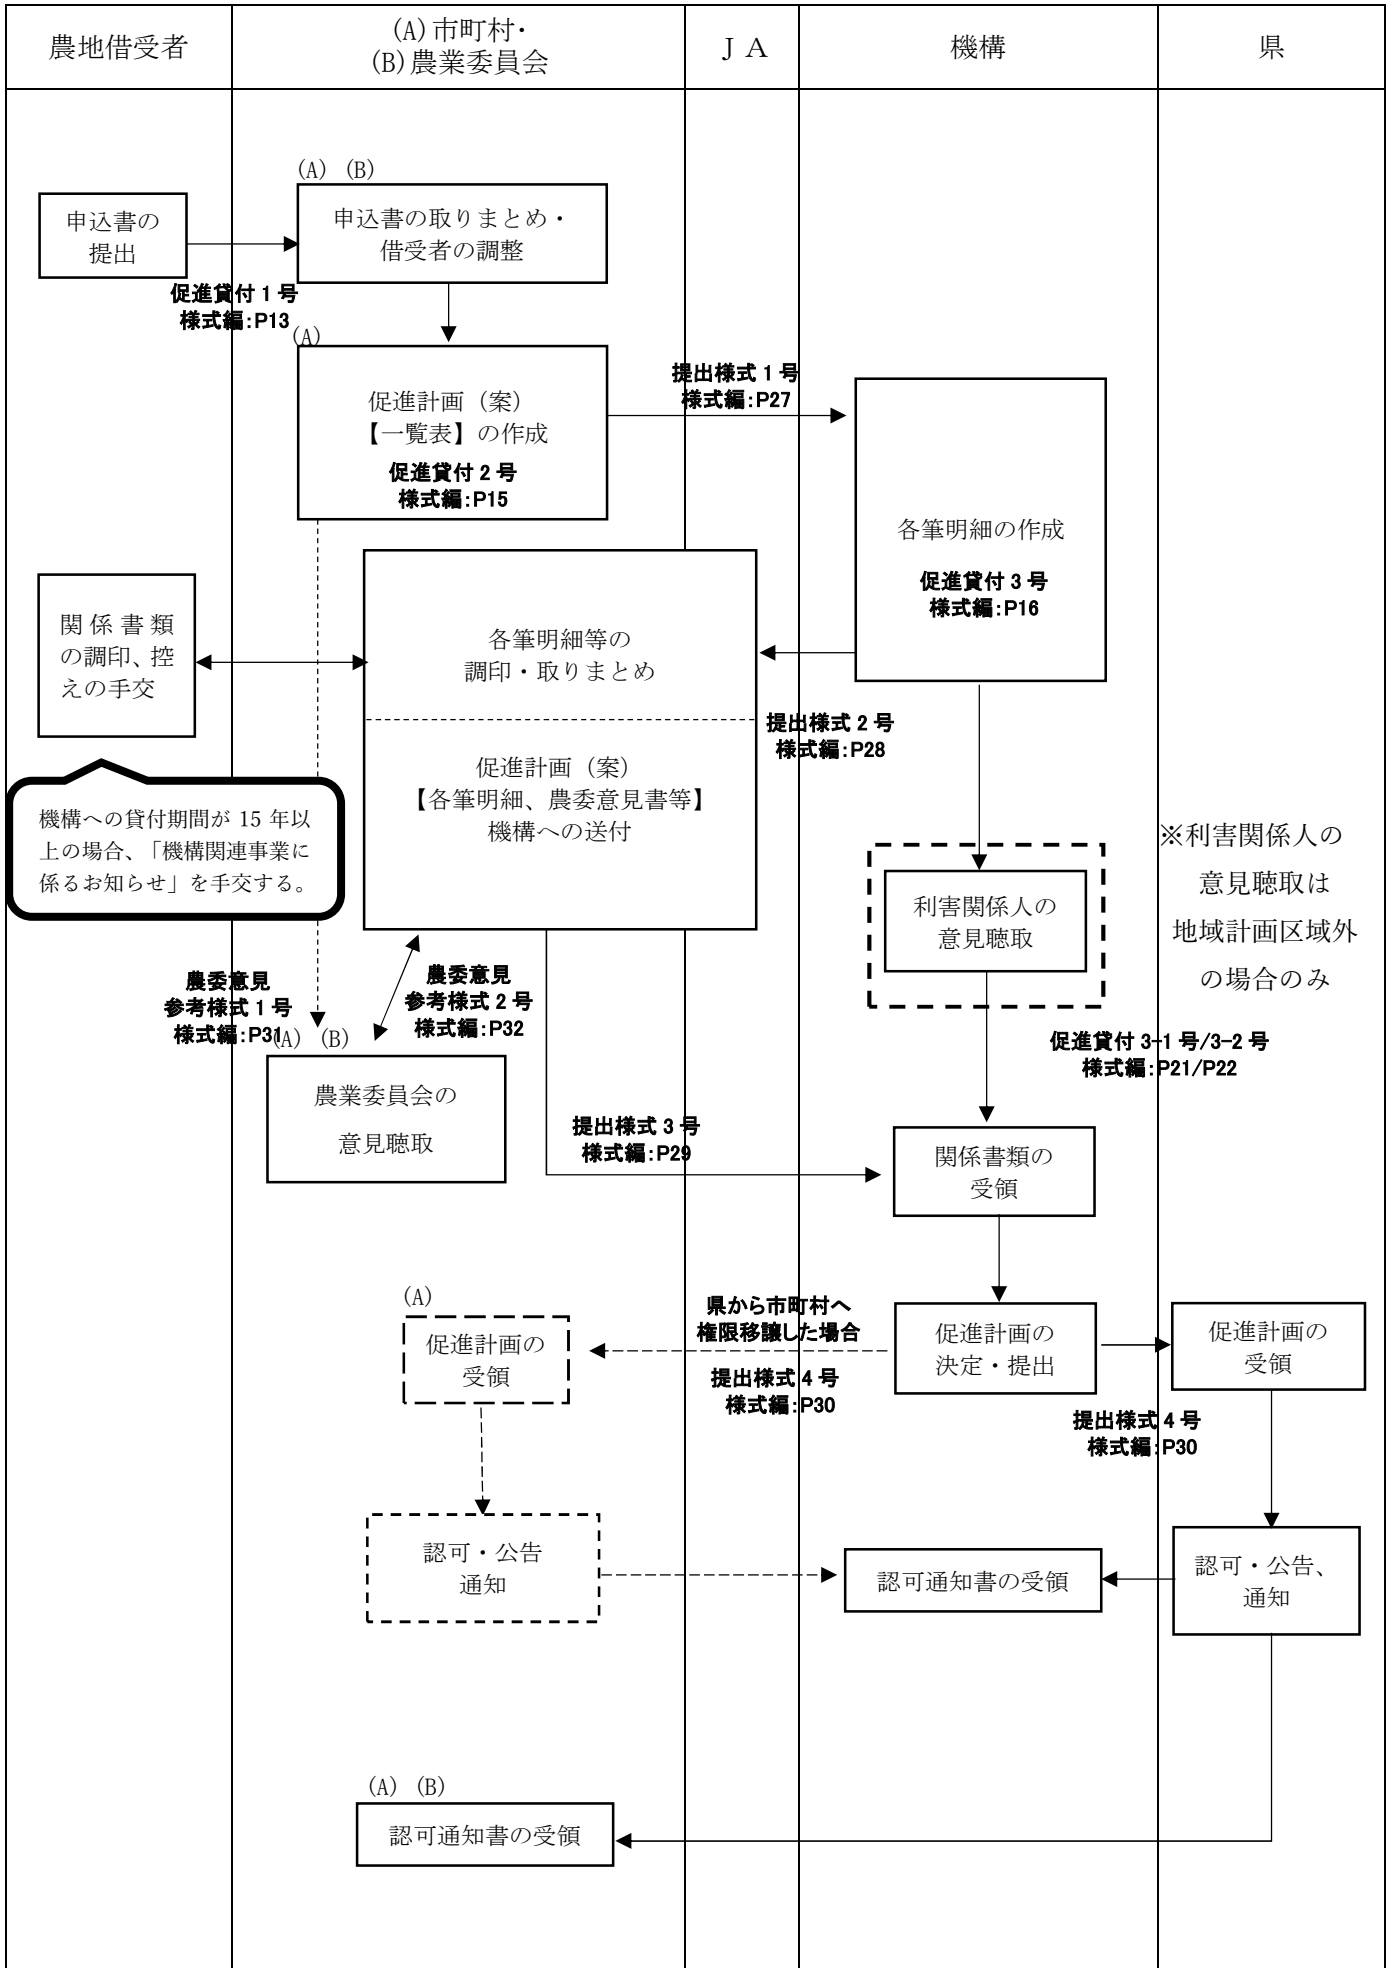 農地借受者
(A)市町村・
(B)農業委員会
ＪＡ
機構
県
(A) (B)
申込書の
提出
申込書の取りまとめ・
借受者の調整
促進貸付 1 号
様式編：P13
(A)
促進計画（案）
【一覧表】の作成
促進貸付 2 号
様式編：P15
提出様式 1 号
様式編：P27
各筆明細の作成
促進貸付 3 号
様式編：P16
関係書類
の調印、控
えの手交
各筆明細等の
調印・取りまとめ
提出様式 2 号
様式編：P28
促進計画（案）
【各筆明細、農委意見書等】
機構への送付
機構への貸付期間が 15 年以
上の場合、「機構関連事業に
係るお知らせ」を手交する。
利害関係人の
意見聴取
※利害関係人の
意見聴取は
地域計画区域外
の場合のみ
農委意見
参考様式 1 号
様式編：P31
農委意見
参考様式 2 号
様式編：P32
(A) (B)
農業委員会の
意見聴取
促進貸付 3-1 号/3-2 号
様式編：P21/P22
提出様式 3 号
様式編：P29
関係書類の
受領
(A)
促進計画の
受領
県から市町村へ
権限移譲した場合
提出様式 4 号
様式編：P30
促進計画の
決定・提出
促進計画の
受領
提出様式 4 号
様式編：P30
認可・公告
通知
認可通知書の受領
認可・公告、
通知
(A) (B)
認可通知書の受領